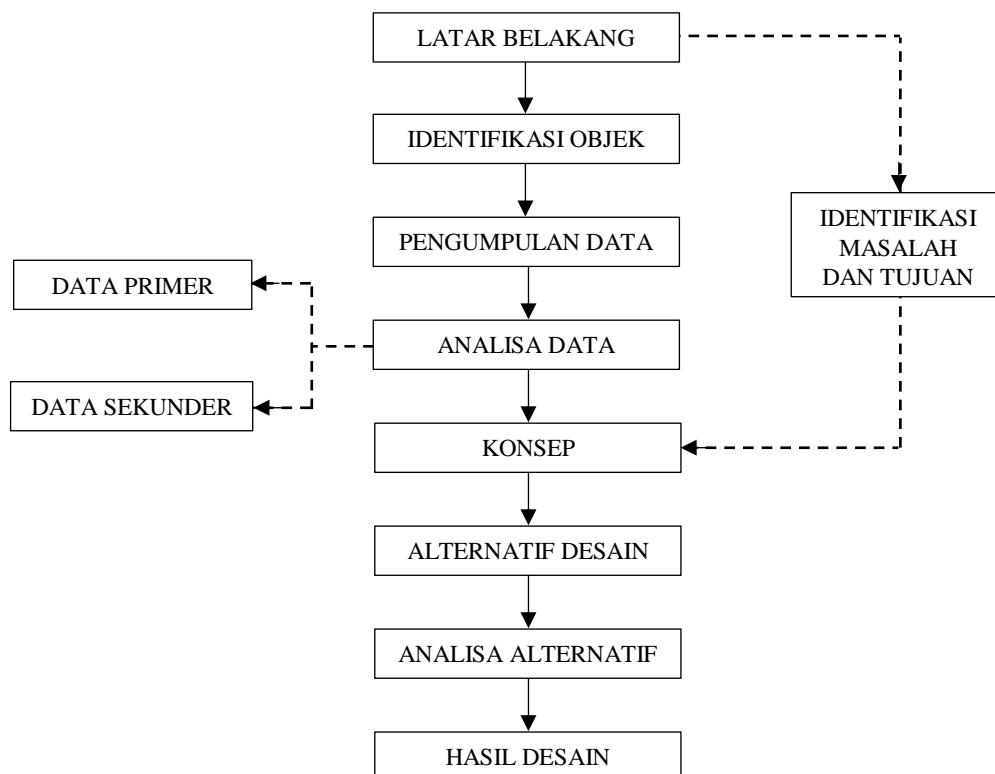 LATAR BELAKANG
IDENTIFIKASI OBJEK
PENGUMPULAN DATA
IDENTIFIKASI
MASALAH
DAN TUJUAN
DATA PRIMER
ANALISA DATA
DATA SEKUNDER
KONSEP
ALTERNATIF DESAIN
ANALISA ALTERNATIF
HASIL DESAIN